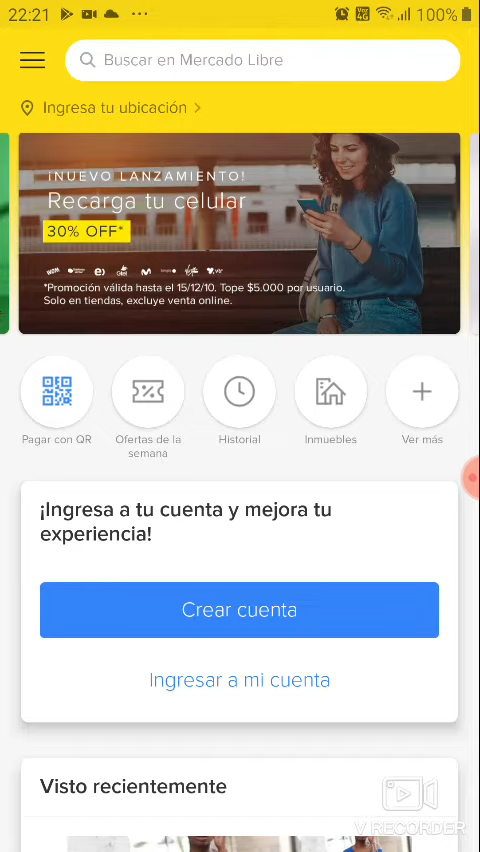 22:21
100%
Buscar en Mercado Libre
Ingresa tu ubicación
¡NUEVO LANZAMIENTO!
Recarga tu celular
30% OFF*
*Promoción válida hasta el 15/12/10. Tope $5.000 por usuario.
Solo en tiendas, excluye venta online.
Pagar con QR
Ofertas de la
semana
Historial
Inmuebles
Ver más
¡Ingresa a tu cuenta y mejora tu
experiencia!
Crear cuenta
Ingresar a mi cuenta
Visto recientemente
V RECORDER